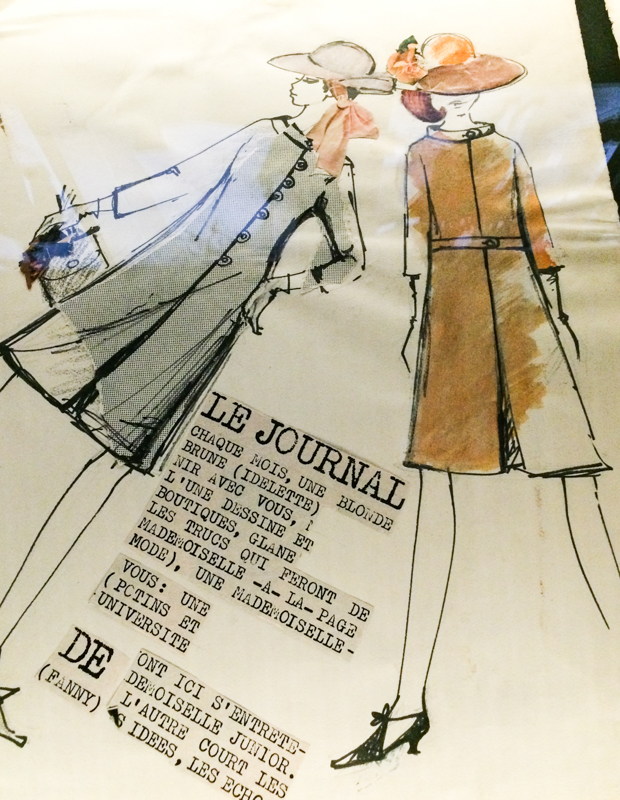 LE JOURNAL
CHAQUE MOIS, UNE BLONDE
BRUNE (IDELETTE)
NIR AVEC VOUS,
L'UNE DESSINE ET
BOUTIQUES, GLANE
LES TRUCS QUI FERONT DE
MADEMOISELLE -A-LA-PAGE
MODE), UNE MADEMOISELLE-
VOUS: UNE
(POTINS ET
UNIVERSITE
DE
(FANNY)
ONT ICI S'ENTRETE-
DEMOISELLE JUNIOR.
L'AUTRE COURT LES
S IDEES, LES ECHO